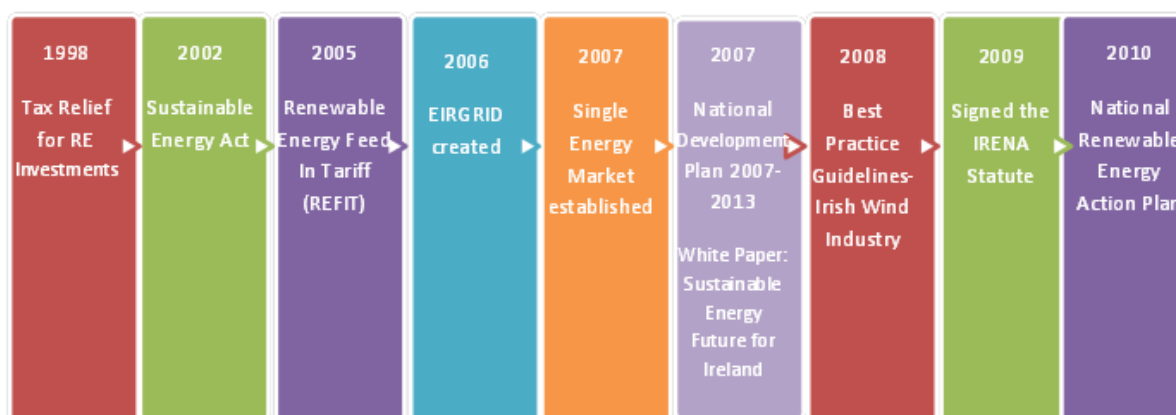 1998
Tax Relief
for RE
Investments
2002
Sustainable
Energy Act
2005
Renewable
Energy Feed
In Tariff
(REFIT)
2006
EIRGRID
created
2007
Single
Energy
Market
established
2007
National
Development
Plan 2007-
2013
White Paper:
Sustainable
Energy
Future for
Ireland
2008
Best
Practice
Guidelines-
Irish Wind
Industry
2009
Signed the
IRENA
Statute
2010
National
Renewable
Energy
Action Plan